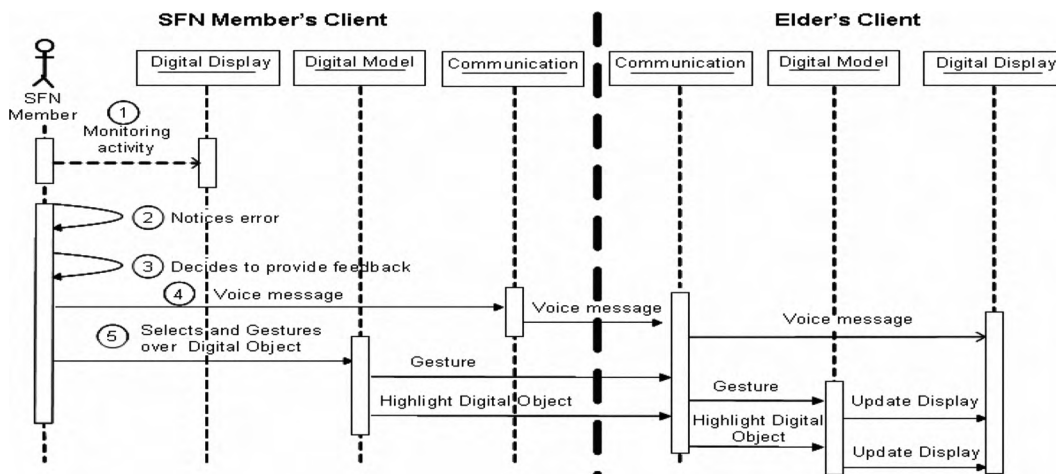 SFN Member's Client
Elder's Client
Digital Display
Digital Model
Communication
Communication
Digital Model
Digital Display
SFN
Member
1
Monitoring
activity
2 Notices error
3 Decides to provide feedback
4 Voice message
Voice message
Voice message
5 Selects and Gestures
over Digital Object
Gesture
Highlight Digital Object
Gesture
Highlight Digital
Object
Update Display
Update Display